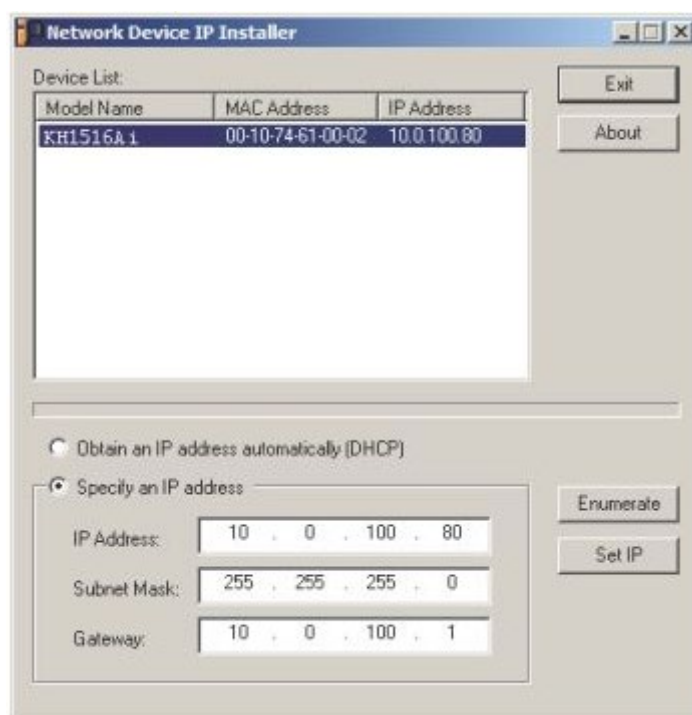 Network Device IP Installer
Device List:
Exit
Model Name MAC Address IP Address
KH1516Ai 00-10-74-61-00-02 10.0.100.80
About
Obtain an IP address automatically (DHCP)
Specify an IP address
Enumerate
IP Address: 10 . 0 . 100 . 80
Set IP
Subnet Mask: 255 . 255 . 255 . 0
Gateway: 10 . 0 . 100 . 1